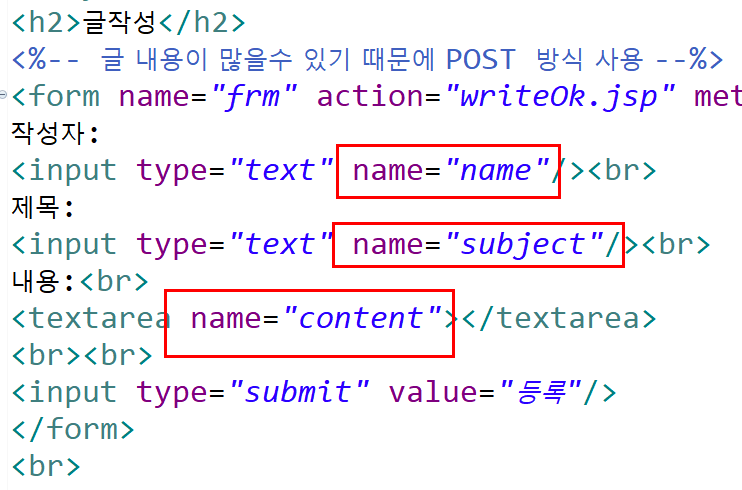 <h2>글작성</h2>
<%-- 글 내용이 많을수 있기 때문에 POST 방식 사용 --%>
<form name="frm" action="writeOk.jsp" met
작성자:
<input type="text" name="name"/><br>
제목:
<input type="text" name="subject"/><br>
내용:<br>
<textarea name="content"></textarea>
<br><br>
<input type="submit" value="등록"/>
</form>
<br>